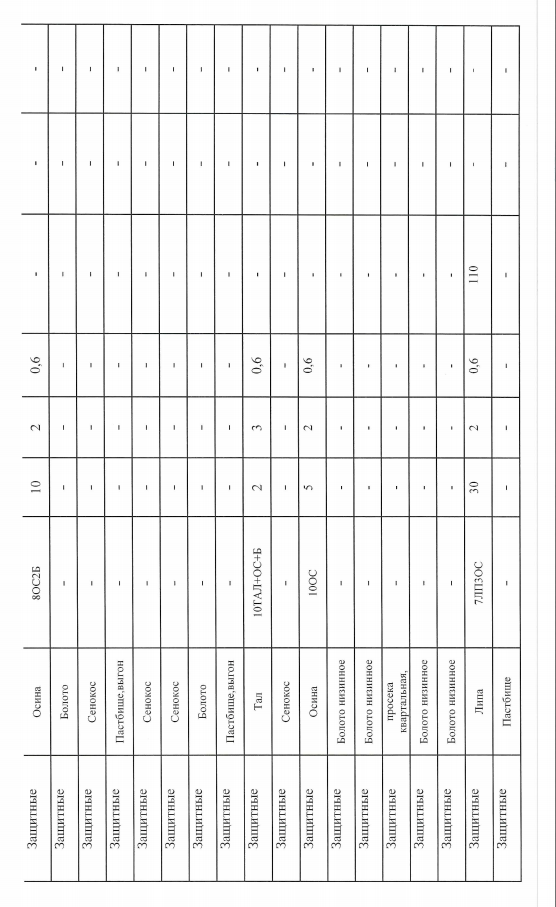 Защитные Осина 8ОС2Б 10 2 0,6 - - -
Защитные Болото - - - - - - -
Защитные Сенокос - - - - - - -
Защитные Пастбище,выгон - - - - - - -
Защитные Сенокос - - - - - - -
Защитные Сенокос - - - - - - -
Защитные Болото - - - - - - -
Защитные Пастбище,выгон - - - - - - -
Защитные Тал 10ТАЛ+ОС+Б 2 3 0,6 - - -
Защитные Сенокос - - - - - - -
Защитные Осина 10ОС 5 2 0,6 - - -
Защитные Болото низинное - - - - - - -
Защитные Болото низинное - - - - - - -
Защитные просека
квартальная, - - - - - - -
Защитные Болото низинное - - - - - - -
Защитные Болото низинное - - - - - - -
Защитные Липа 7ЛП3ОС 30 2 0,6 110 - -
Защитные Пастбище - - - - - - -